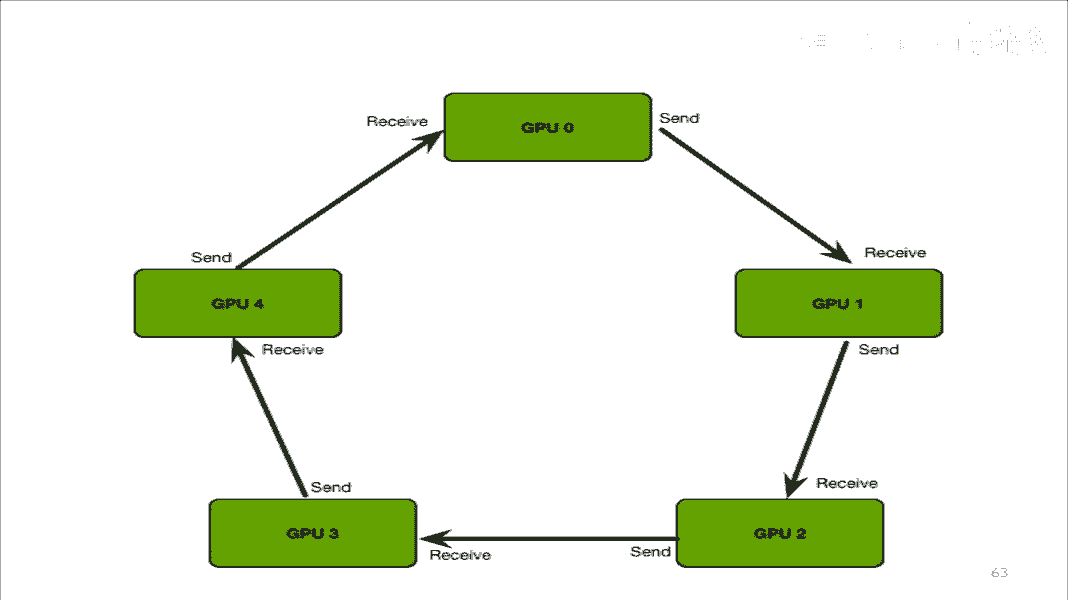 GPU 0
Receive
Send
Send
Receive
GPU 4
GPU 1
Receive
Send
Send
Receive
GPU 3
GPU 2
Receive
Send
63